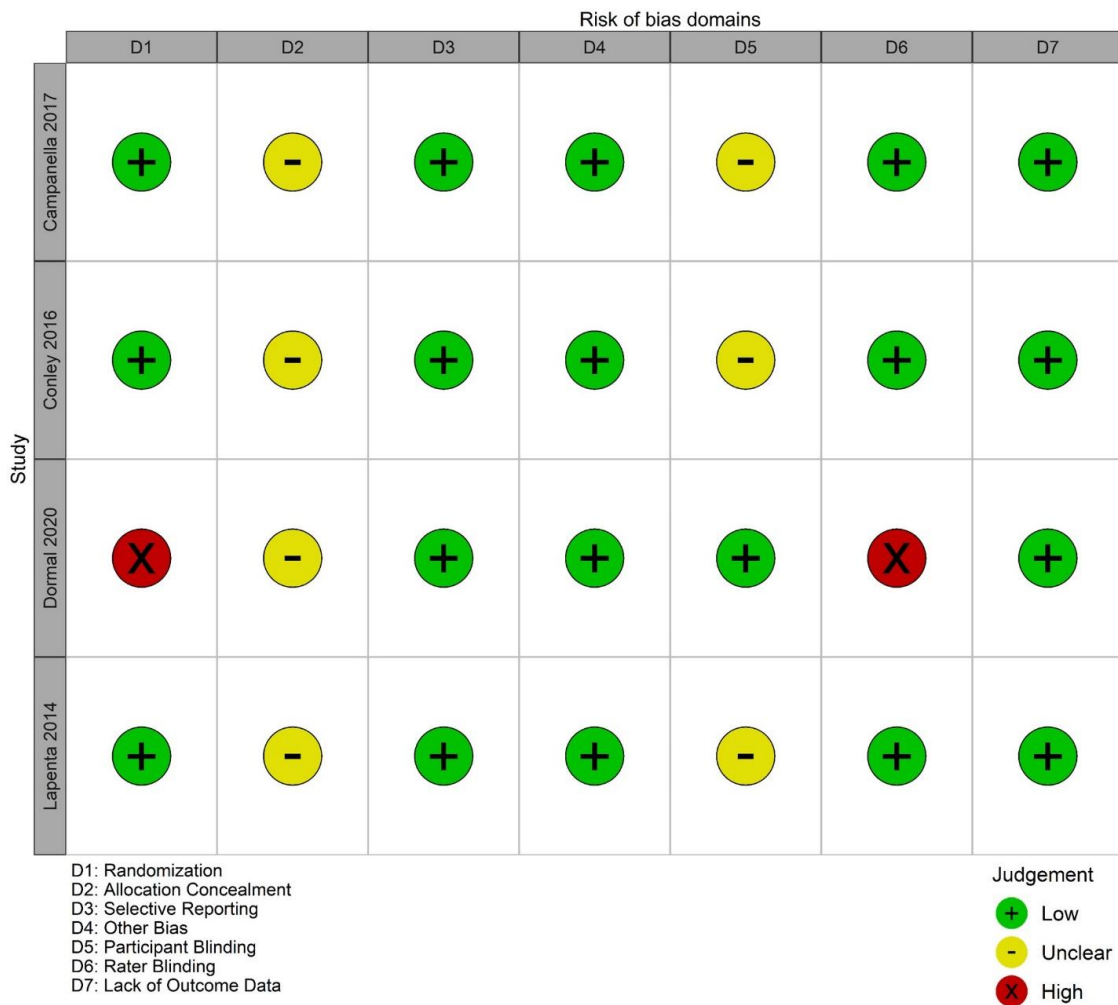 Risk of bias domains
D1 D2 D3 D4 D5 D6 D7
Study
Campanella 2017
+ - + + - + +
Conley 2016
+ - + + - + +
Dormal 2020
X - + + + X +
Lapenta 2014
+ - + + - + +
D1: Randomization
D2: Allocation Concealment
D3: Selective Reporting
D4: Other Bias
D5: Participant Blinding
D6: Rater Blinding
D7: Lack of Outcome Data
Judgement
+ Low
- Unclear
X High